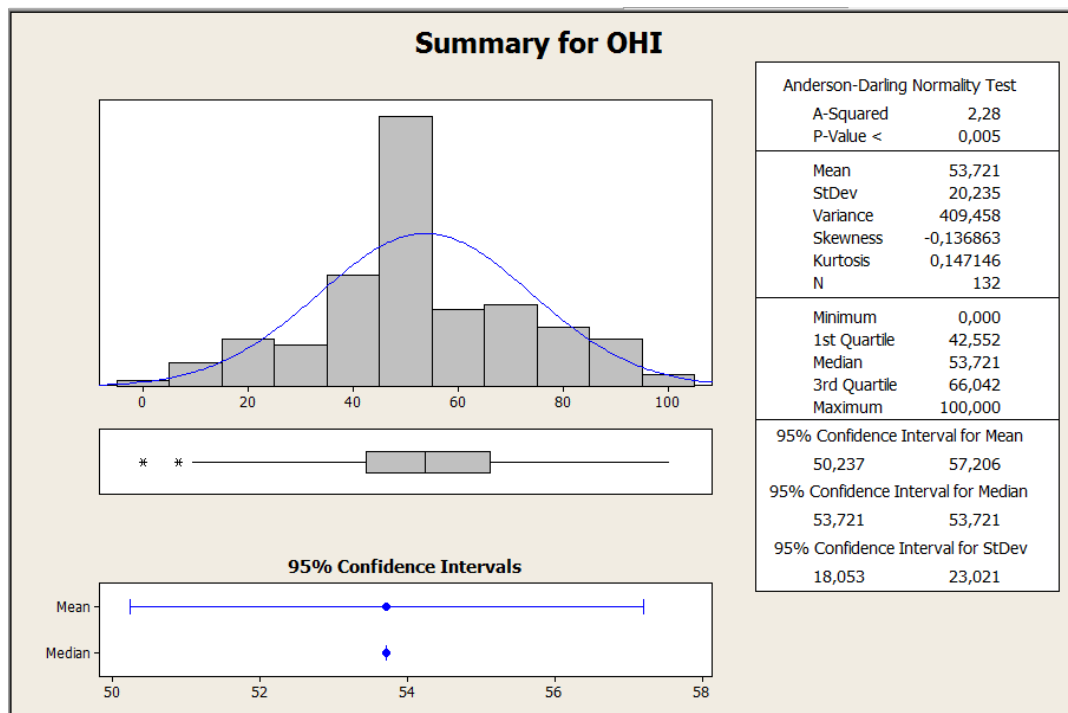 Summary for OHI
0 20 40 60 80 100
95% Confidence Intervals
Mean
Median
50 52 54 56 58
Anderson-Darling Normality Test
A-Squared 2,28
P-Value < 0,005
Mean 53,721
StDev 20,235
Variance 409,458
Skewness -0,136863
Kurtosis 0,147146
N 132
Minimum 0,000
1st Quartile 42,552
Median 53,721
3rd Quartile 66,042
Maximum 100,000
95% Confidence Interval for Mean
50,237 57,206
95% Confidence Interval for Median
53,721 53,721
95% Confidence Interval for StDev
18,053 23,021